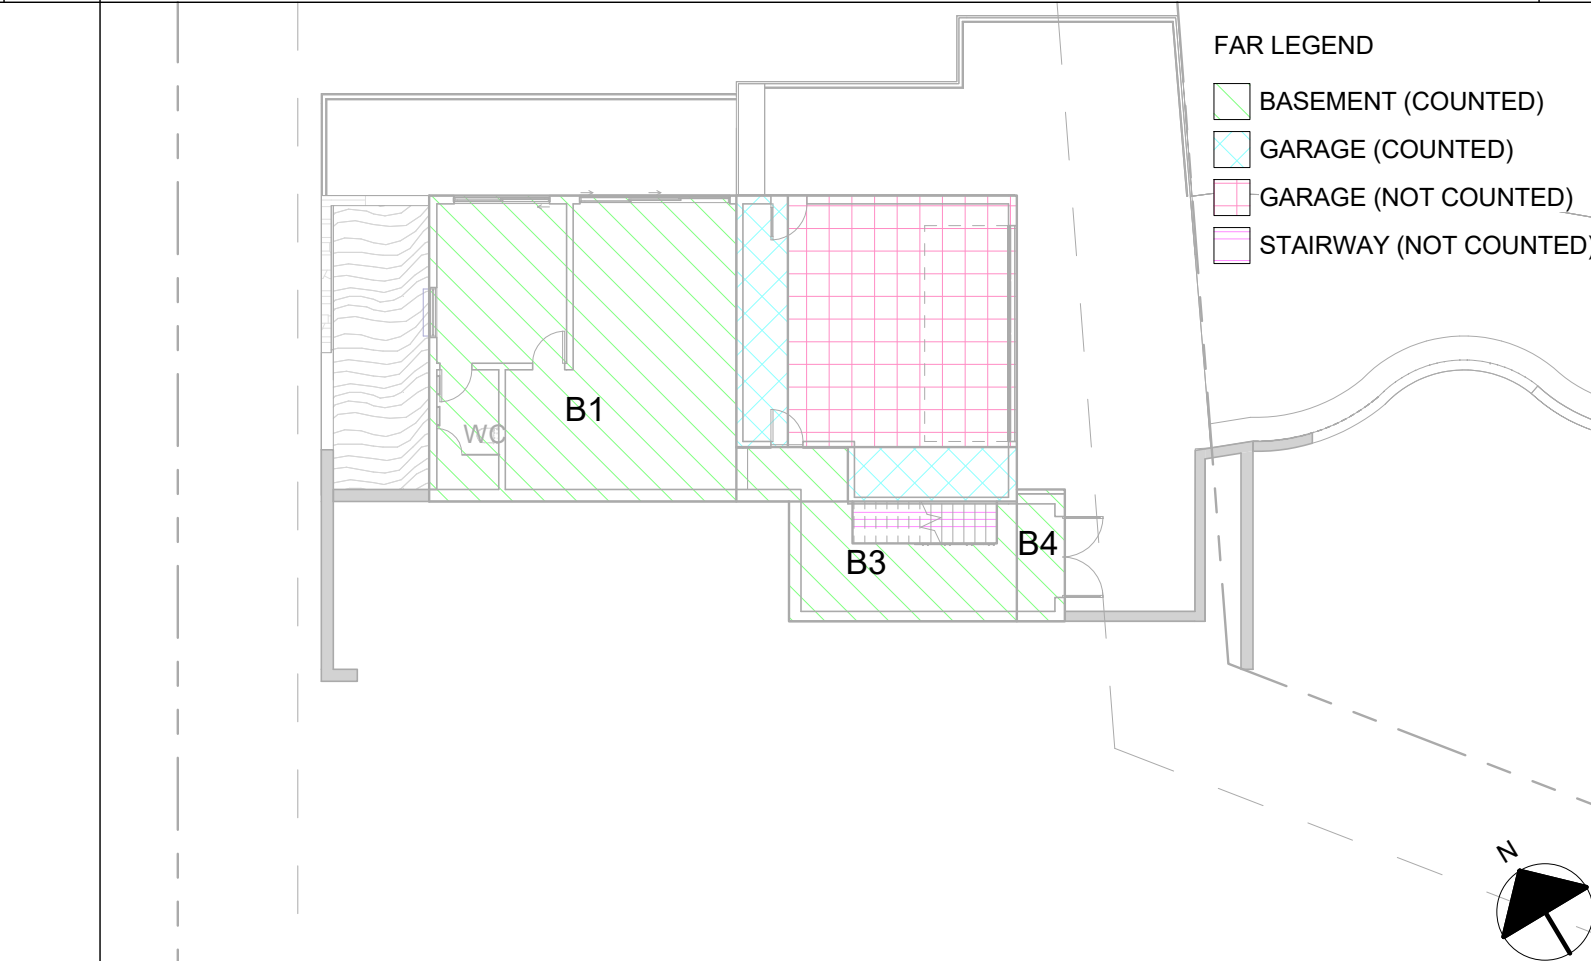 FAR LEGEND
BASEMENT (COUNTED)
GARAGE (COUNTED)
GARAGE (NOT COUNTED)
STAIRWAY (NOT COUNTED)
B1
WC
B4
B3
N